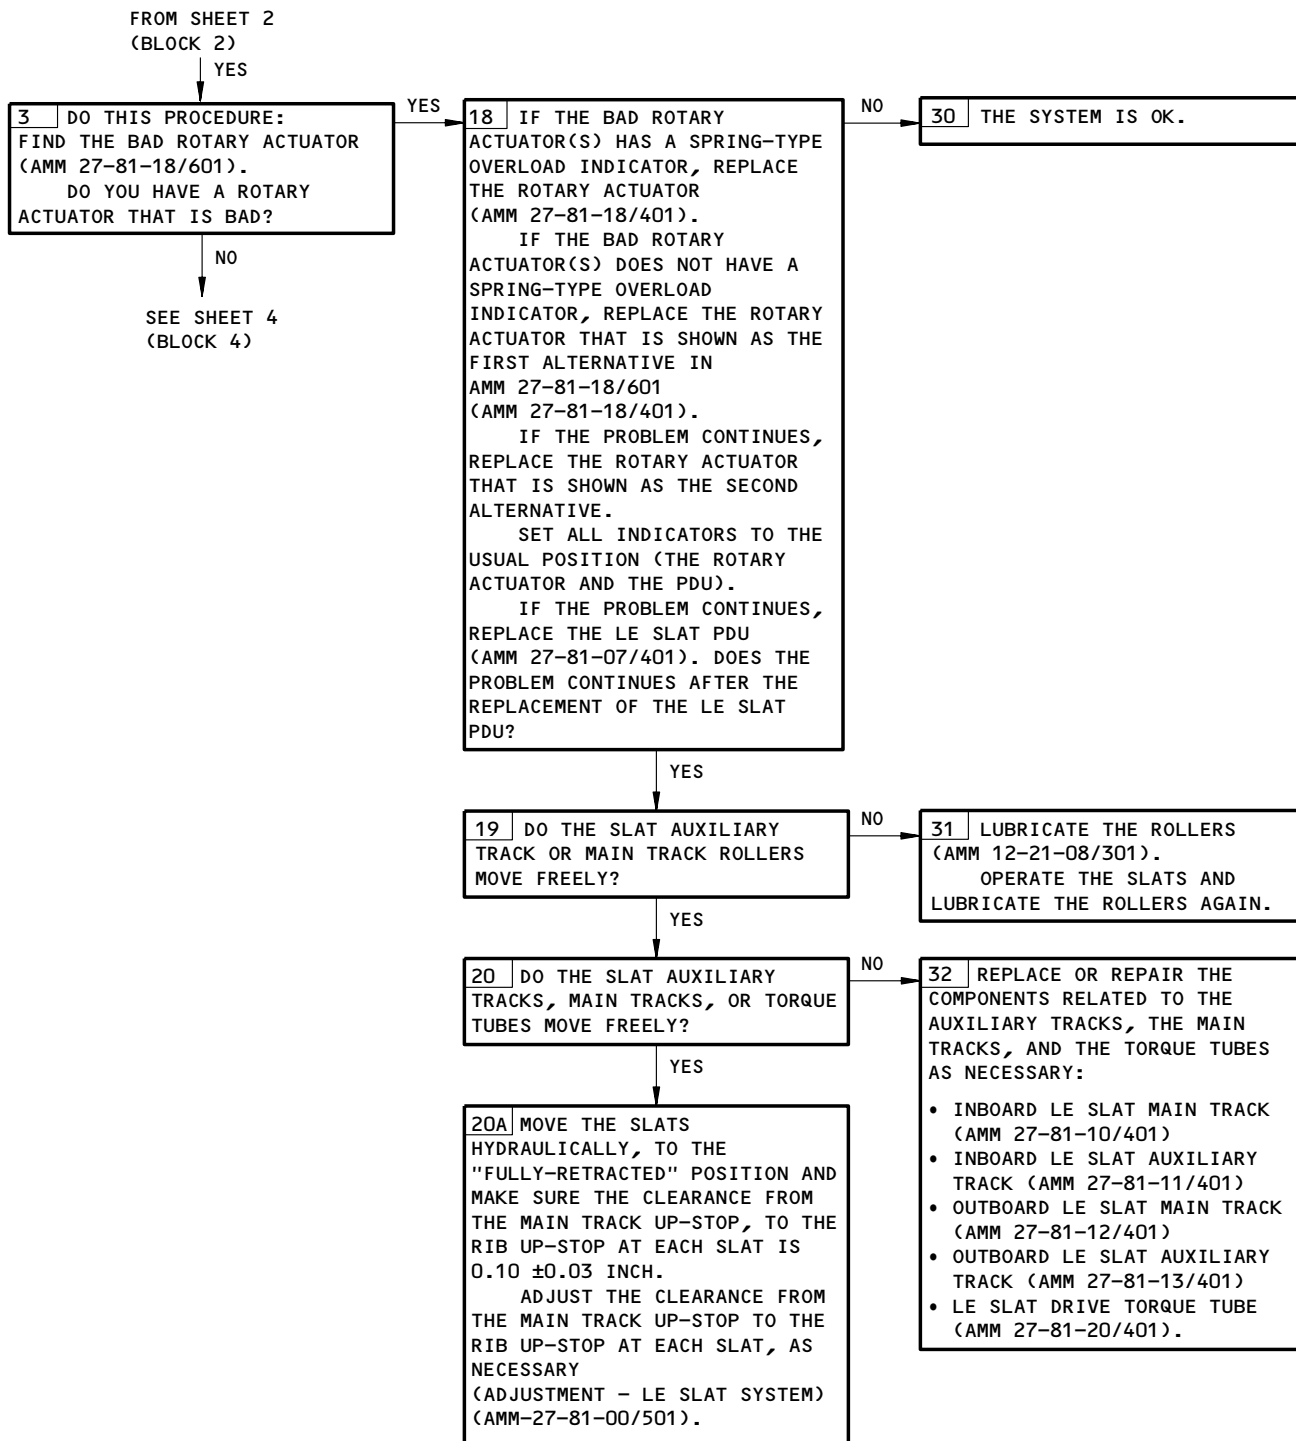 FROM SHEET 2
(BLOCK 2)
YES
3 DO THIS PROCEDURE:
FIND THE BAD ROTARY ACTUATOR
(AMM 27-81-18/601).
DO YOU HAVE A ROTARY
ACTUATOR THAT IS BAD?
NO
SEE SHEET 4
(BLOCK 4)
YES
18 IF THE BAD ROTARY
ACTUATOR(S) HAS A SPRING-TYPE
OVERLOAD INDICATOR, REPLACE
THE ROTARY ACTUATOR
(AMM 27-81-18/401).
IF THE BAD ROTARY
ACTUATOR(S) DOES NOT HAVE A
SPRING-TYPE OVERLOAD
INDICATOR, REPLACE THE ROTARY
ACTUATOR THAT IS SHOWN AS THE
FIRST ALTERNATIVE IN
AMM 27-81-18/601
(AMM 27-81-18/401).
IF THE PROBLEM CONTINUES,
REPLACE THE ROTARY ACTUATOR
THAT IS SHOWN AS THE SECOND
ALTERNATIVE.
SET ALL INDICATORS TO THE
USUAL POSITION (THE ROTARY
ACTUATOR AND THE PDU).
IF THE PROBLEM CONTINUES,
REPLACE THE LE SLAT PDU
(AMM 27-81-07/401). DOES THE
PROBLEM CONTINUES AFTER THE
REPLACEMENT OF THE LE SLAT
PDU?
NO
30 THE SYSTEM IS OK.
YES
19 DO THE SLAT AUXILIARY
TRACK OR MAIN TRACK ROLLERS
MOVE FREELY?
NO
31 LUBRICATE THE ROLLERS
(AMM 12-21-08/301).
OPERATE THE SLATS AND
LUBRICATE THE ROLLERS AGAIN.
YES
20 DO THE SLAT AUXILIARY
TRACKS, MAIN TRACKS, OR TORQUE
TUBES MOVE FREELY?
NO
32 REPLACE OR REPAIR THE
COMPONENTS RELATED TO THE
AUXILIARY TRACKS, THE MAIN
TRACKS, AND THE TORQUE TUBES
AS NECESSARY:
• INBOARD LE SLAT MAIN TRACK
(AMM 27-81-10/401)
• INBOARD LE SLAT AUXILIARY
TRACK (AMM 27-81-11/401)
• OUTBOARD LE SLAT MAIN TRACK
(AMM 27-81-12/401)
• OUTBOARD LE SLAT AUXILIARY
TRACK (AMM 27-81-13/401)
• LE SLAT DRIVE TORQUE TUBE
(AMM 27-81-20/401).
YES
20A MOVE THE SLATS
HYDRAULICALLY, TO THE
"FULLY-RETRACTED" POSITION AND
MAKE SURE THE CLEARANCE FROM
THE MAIN TRACK UP-STOP, TO THE
RIB UP-STOP AT EACH SLAT IS
0.10 ±0.03 INCH.
ADJUST THE CLEARANCE FROM
THE MAIN TRACK UP-STOP TO THE
RIB UP-STOP AT EACH SLAT, AS
NECESSARY
(ADJUSTMENT - LE SLAT SYSTEM)
(AMM-27-81-00/501).